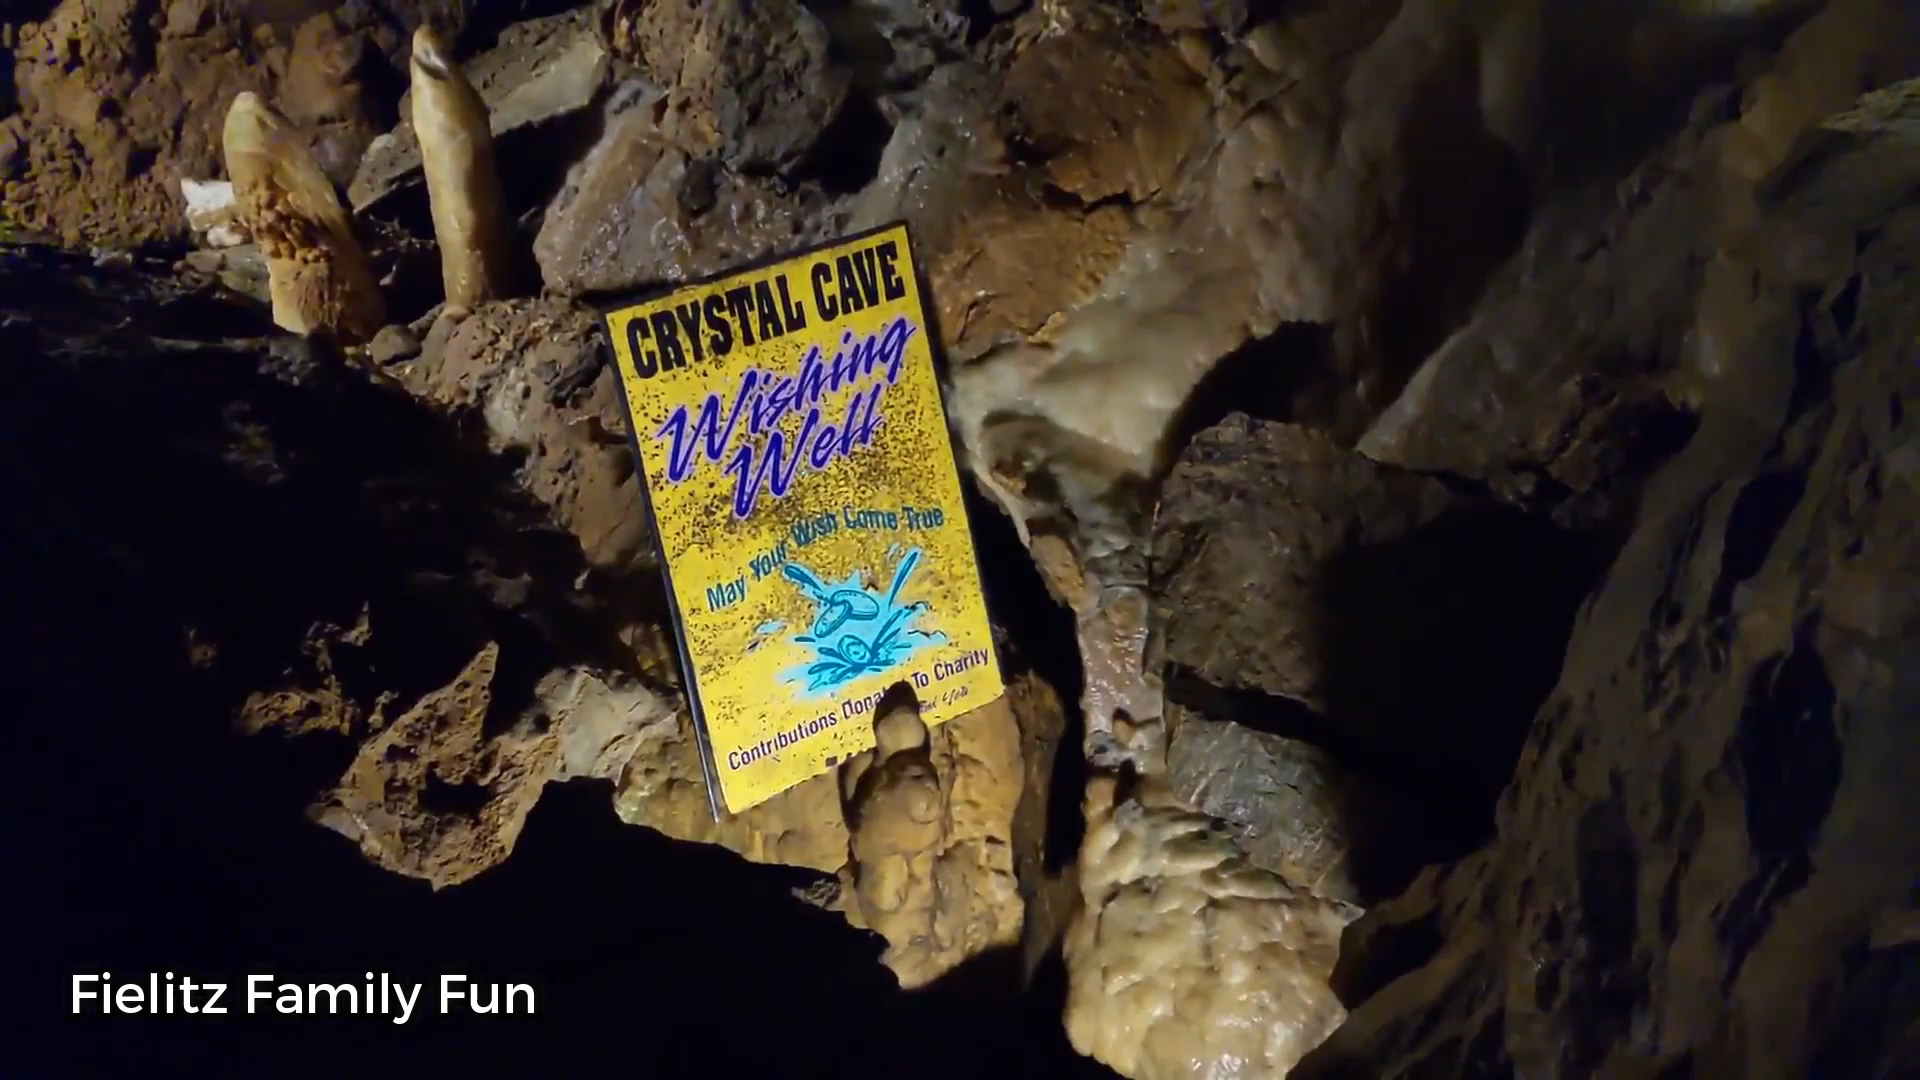 CRYSTAL CAVE
Wishing
Well
May Your Wish Come True
Contributions To Charity
Fielitz Family Fun